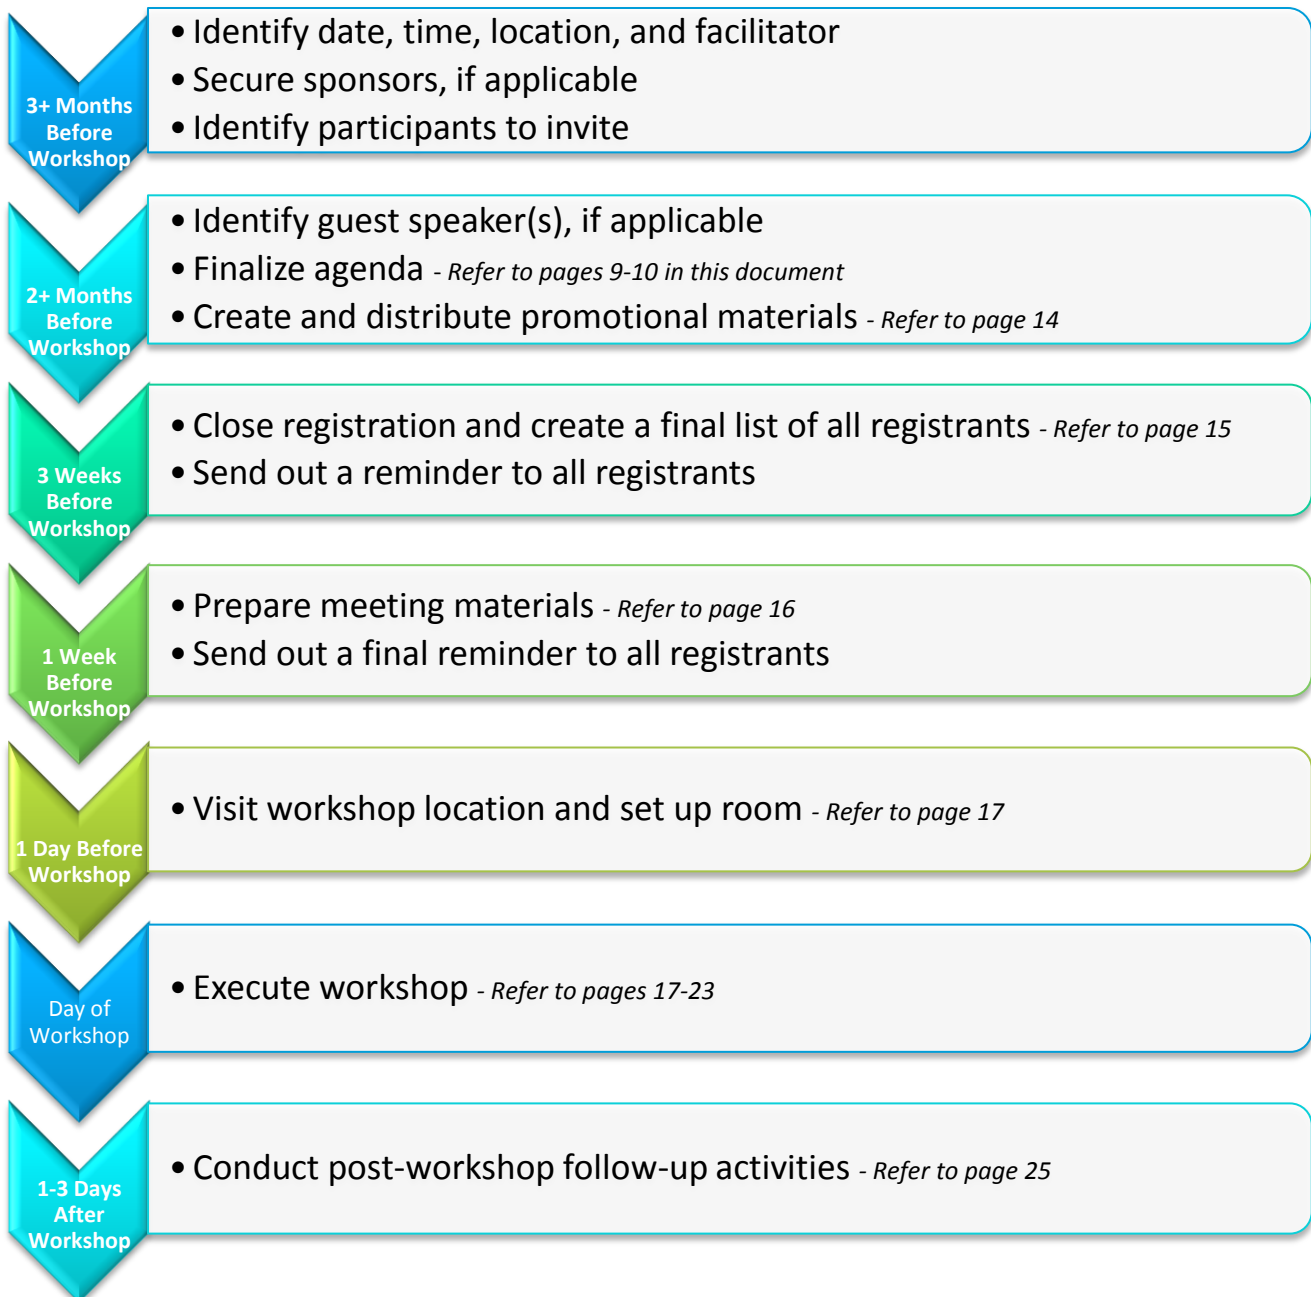 3+ Months
Before
Workshop
• Identify date, time, location, and facilitator
• Secure sponsors, if applicable
• Identify participants to invite
2+ Months
Before
Workshop
• Identify guest speaker(s), if applicable
• Finalize agenda - Refer to pages 9-10 in this document
• Create and distribute promotional materials - Refer to page 14
3 Weeks
Before
Workshop
• Close registration and create a final list of all registrants - Refer to page 15
• Send out a reminder to all registrants
1 Week
Before
Workshop
• Prepare meeting materials - Refer to page 16
• Send out a final reminder to all registrants
1 Day Before
Workshop
• Visit workshop location and set up room - Refer to page 17
Day of
Workshop
• Execute workshop - Refer to pages 17-23
1-3 Days
After
Workshop
• Conduct post-workshop follow-up activities - Refer to page 25